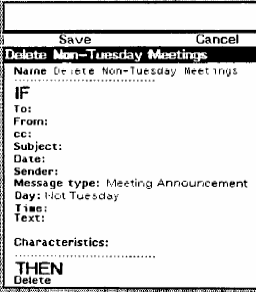 Save Cancel
Delete Non-Tuesday Meetings
Name Delete Non-Tuesday Meetings
IF
To:
From:
cc:
Subject:
Date:
Sender:
Message type: Meeting Announcement
Day: Not Tuesday
Time:
Text:
Characteristics:
THEN
Delete